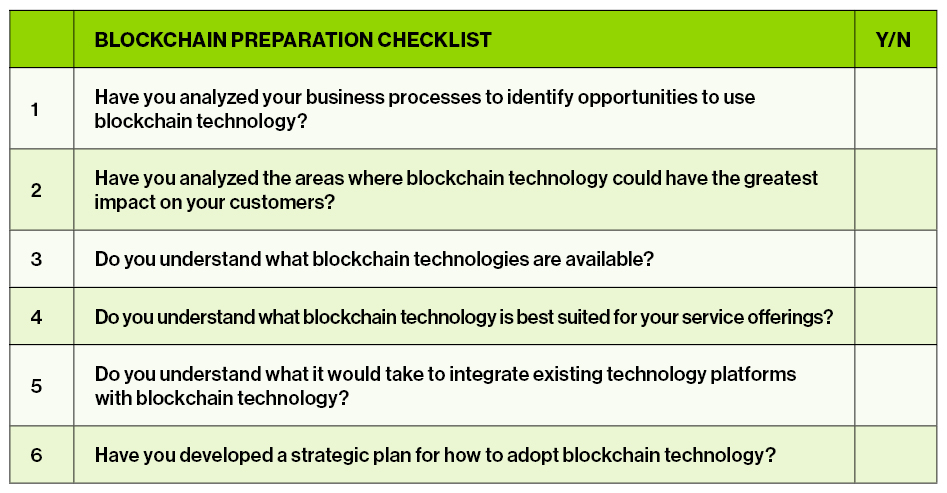 BLOCKCHAIN PREPARATION CHECKLIST Y/N
1 Have you analyzed your business processes to identify opportunities to use
blockchain technology?
2 Have you analyzed the areas where blockchain technology could have the greatest
impact on your customers?
3 Do you understand what blockchain technologies are available?
4 Do you understand what blockchain technology is best suited for your service offerings?
5 Do you understand what it would take to integrate existing technology platforms
with blockchain technology?
6 Have you developed a strategic plan for how to adopt blockchain technology?